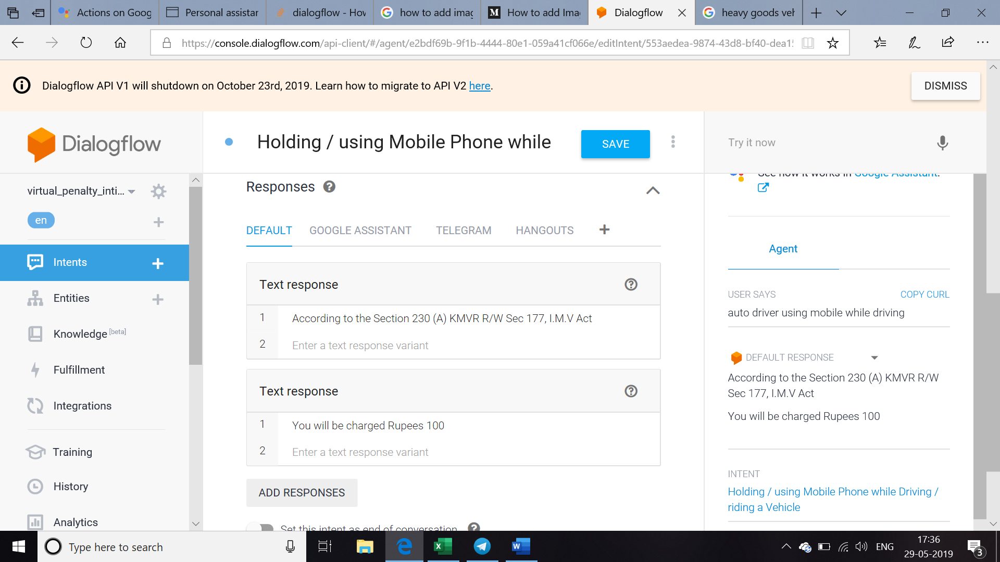 Actions on Goog
Personal assistar
dialogflow - Hov
how to add imag
M
How to add Ima
Dialogflow
heavy goods veh
https://console.dialogflow.com/api-client/#/agent/e2bdf69b-9f1b-4444-80e1-059a41cf066e/editIntent/553aedea-9874-43d8-bf40-dea1
Dialogflow API V1 will shutdown on October 23rd, 2019. Learn how to migrate to API V2 here.
DISMISS
Dialogflow
Holding / using Mobile Phone while
SAVE
Try it now
virtual_penalty_inti...
en
Intents
Entities
Knowledge [beta]
Fulfillment
Integrations
Training
History
Analytics
Responses
DEFAULT
GOOGLE ASSISTANT
TELEGRAM
HANGOUTS
Text response
1 According to the Section 230 (A) KMVR R/W Sec 177, I.M.V Act
2 Enter a text response variant
Text response
1 You will be charged Rupees 100
2 Enter a text response variant
ADD RESPONSES
Set this intent as end of conversation
See how it works in Google Assistant.
Agent
USER SAYS
COPY CURL
auto driver using mobile while driving
DEFAULT RESPONSE
According to the Section 230 (A) KMVR R/W
Sec 177, I.M.V Act
You will be charged Rupees 100
INTENT
Holding / using Mobile Phone while Driving /
riding a Vehicle
Type here to search
ENG
17:36
29-05-2019
3